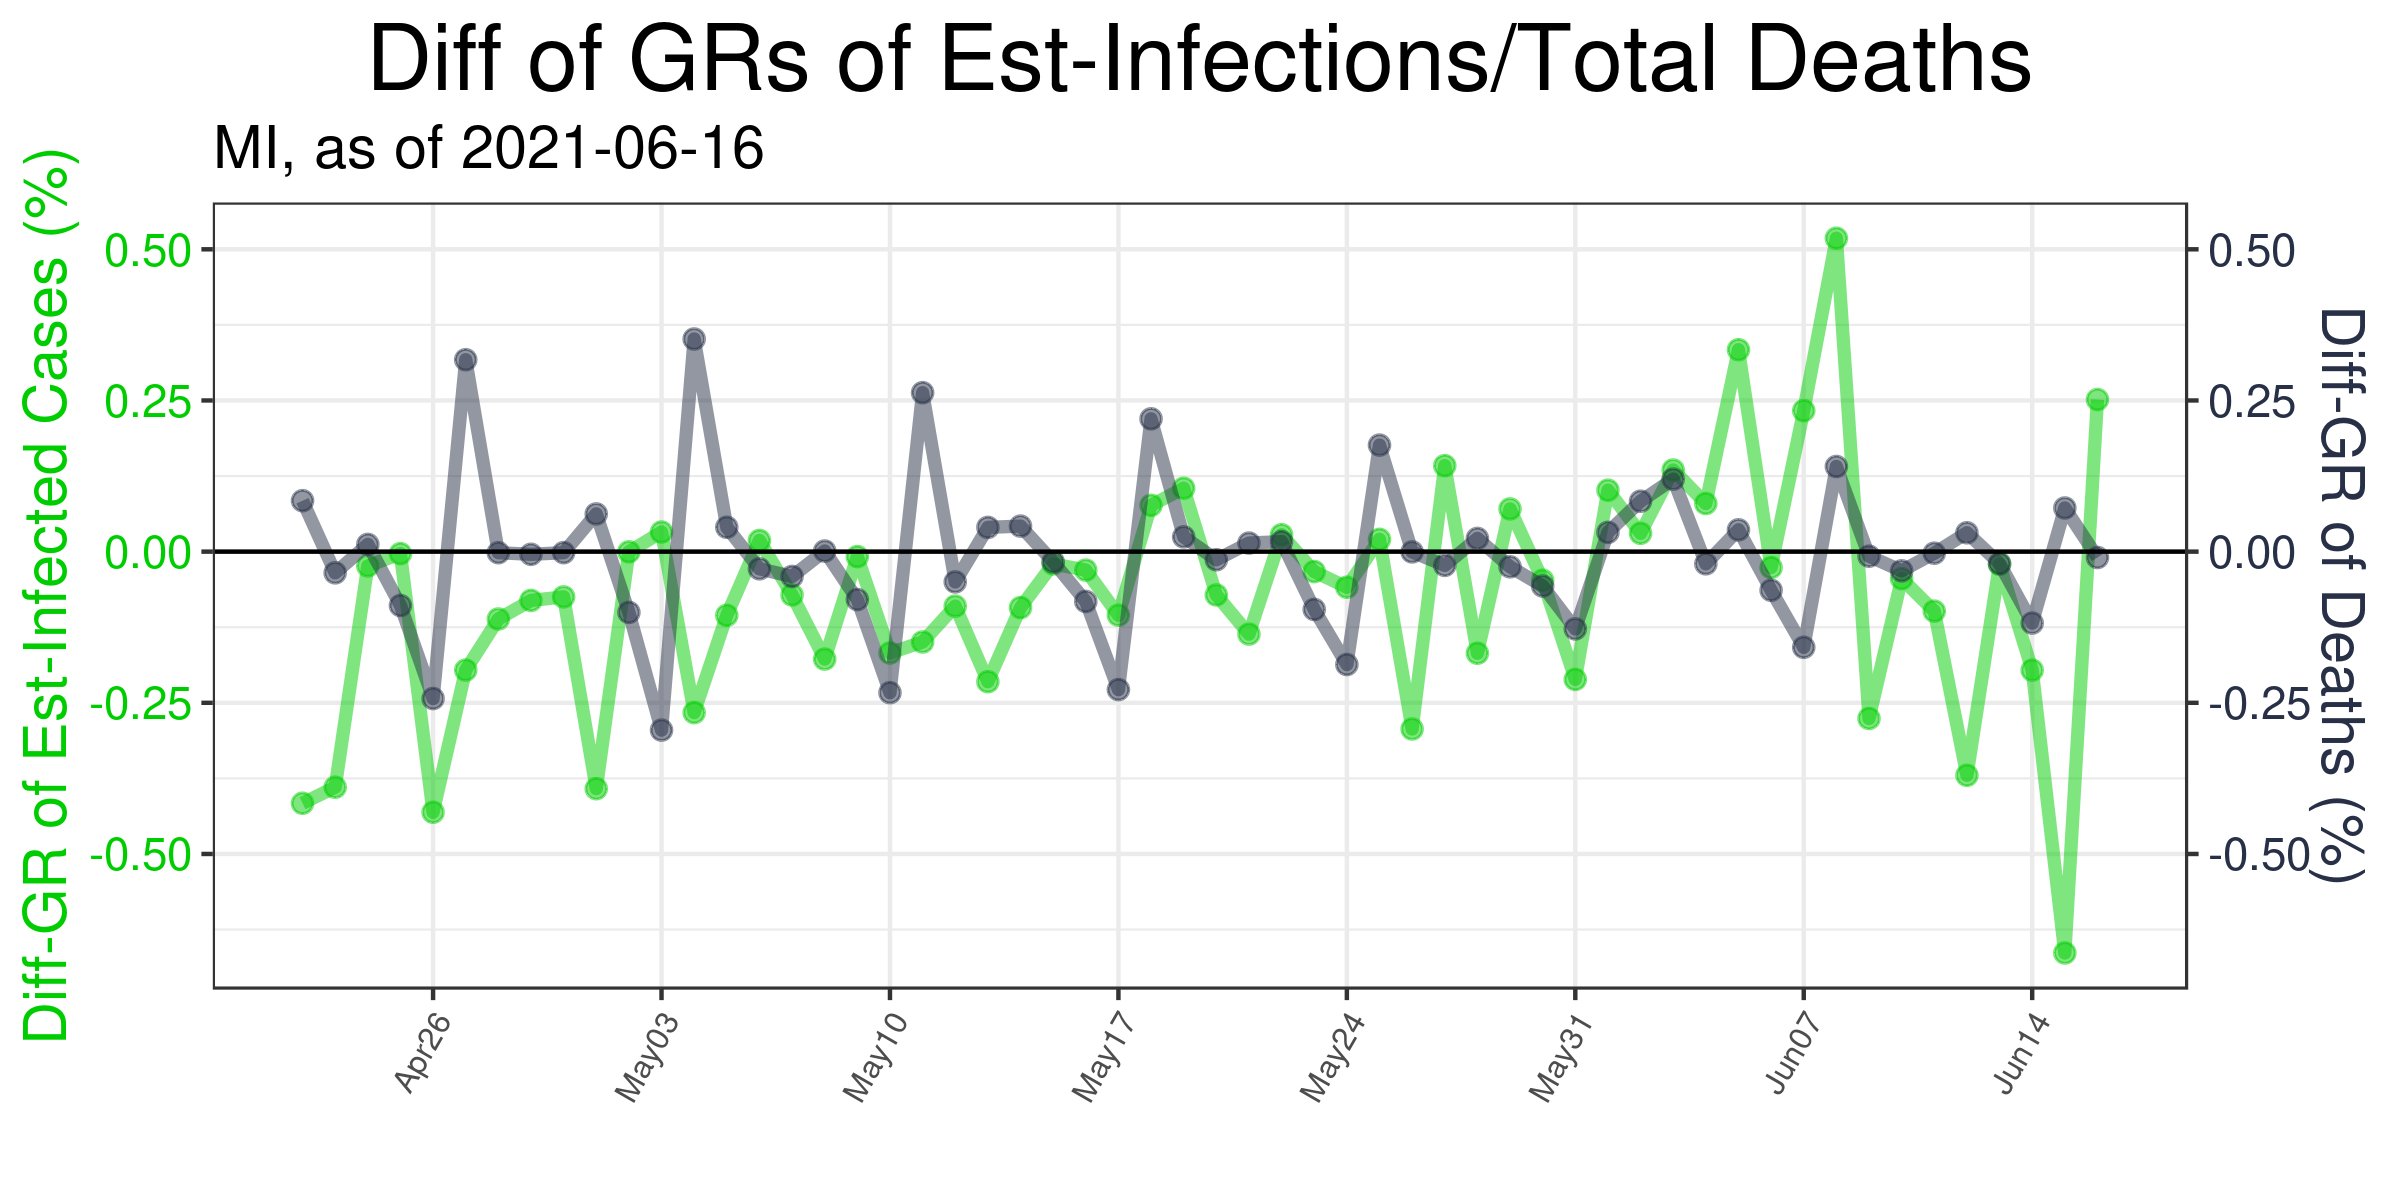 Diff of GRs of Est-Infections/Total Deaths
MI, as of 2021-06-16
Diff-GR of Est-Infected Cases (%)
0.50
0.25
0.00
-0.25
-0.50
0.50
0.25
0.00
-0.25
-0.50
Diff-GR of Deaths (%)
Apr26
May03
May10
May17
May24
May31
Jun07
Jun14